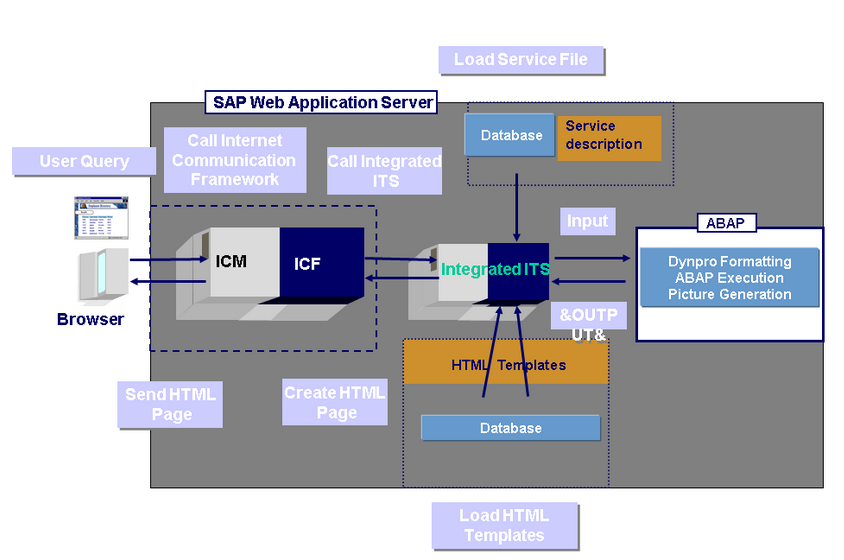 Load Service File
SAP Web Application Server
Database
Service
description
Call Internet
Communication
Framework
User Query
Call Integrated
ITS
Input
ABAP
ICM
ICF
Integrated ITS
Dynpro Formatting
ABAP Execution
Picture Generation
Browser
&OUTP
UT&
HTML Templates
Send HTML
Page
Create HTML
Page
Database
Load HTML
Templates